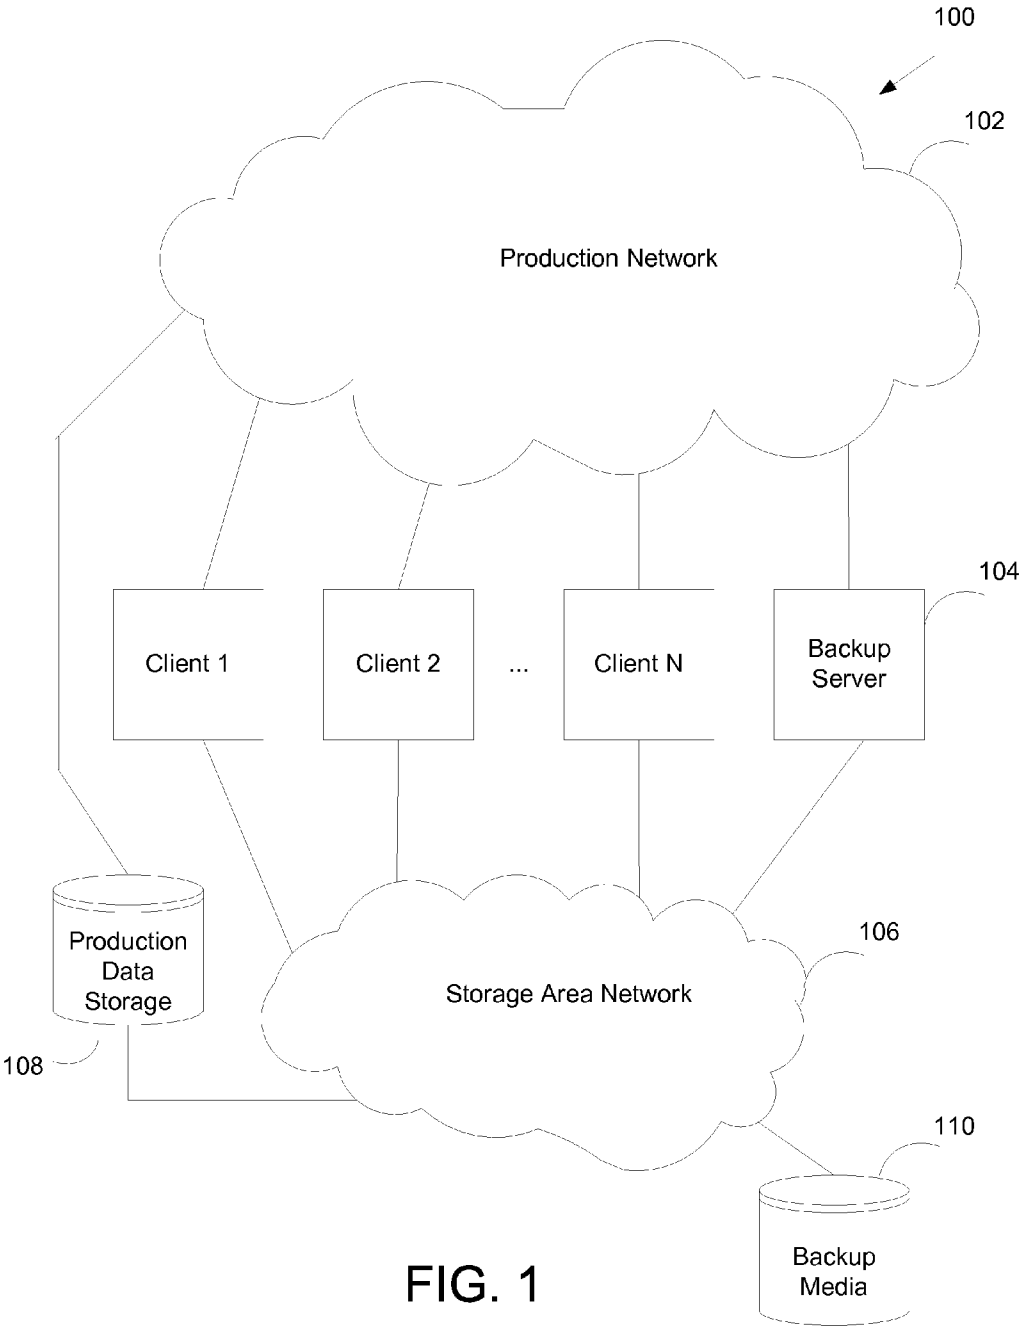 100
102
Production Network
104
Client 1
Client 2
...
Client N
Backup
Server
106
Storage Area Network
Production
Data
Storage
108
110
Backup
Media
FIG. 1